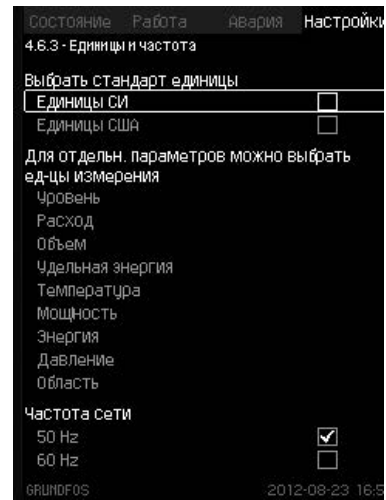 Состояние Работа Авария Настройки
4.6.3 - Единицы и частота
Выбрать стандарт единицы
Единицы СИ
Единицы США
Для отдельн. параметров можно выбрать
ед-цы измерения
Уровень
Расход
Объем
Удельная энергия
Температура
Мощность
Энергия
Давление
Область
Частота сети
50 Hz
60 Hz
GRUNDFOS 2012-08-23 16:5